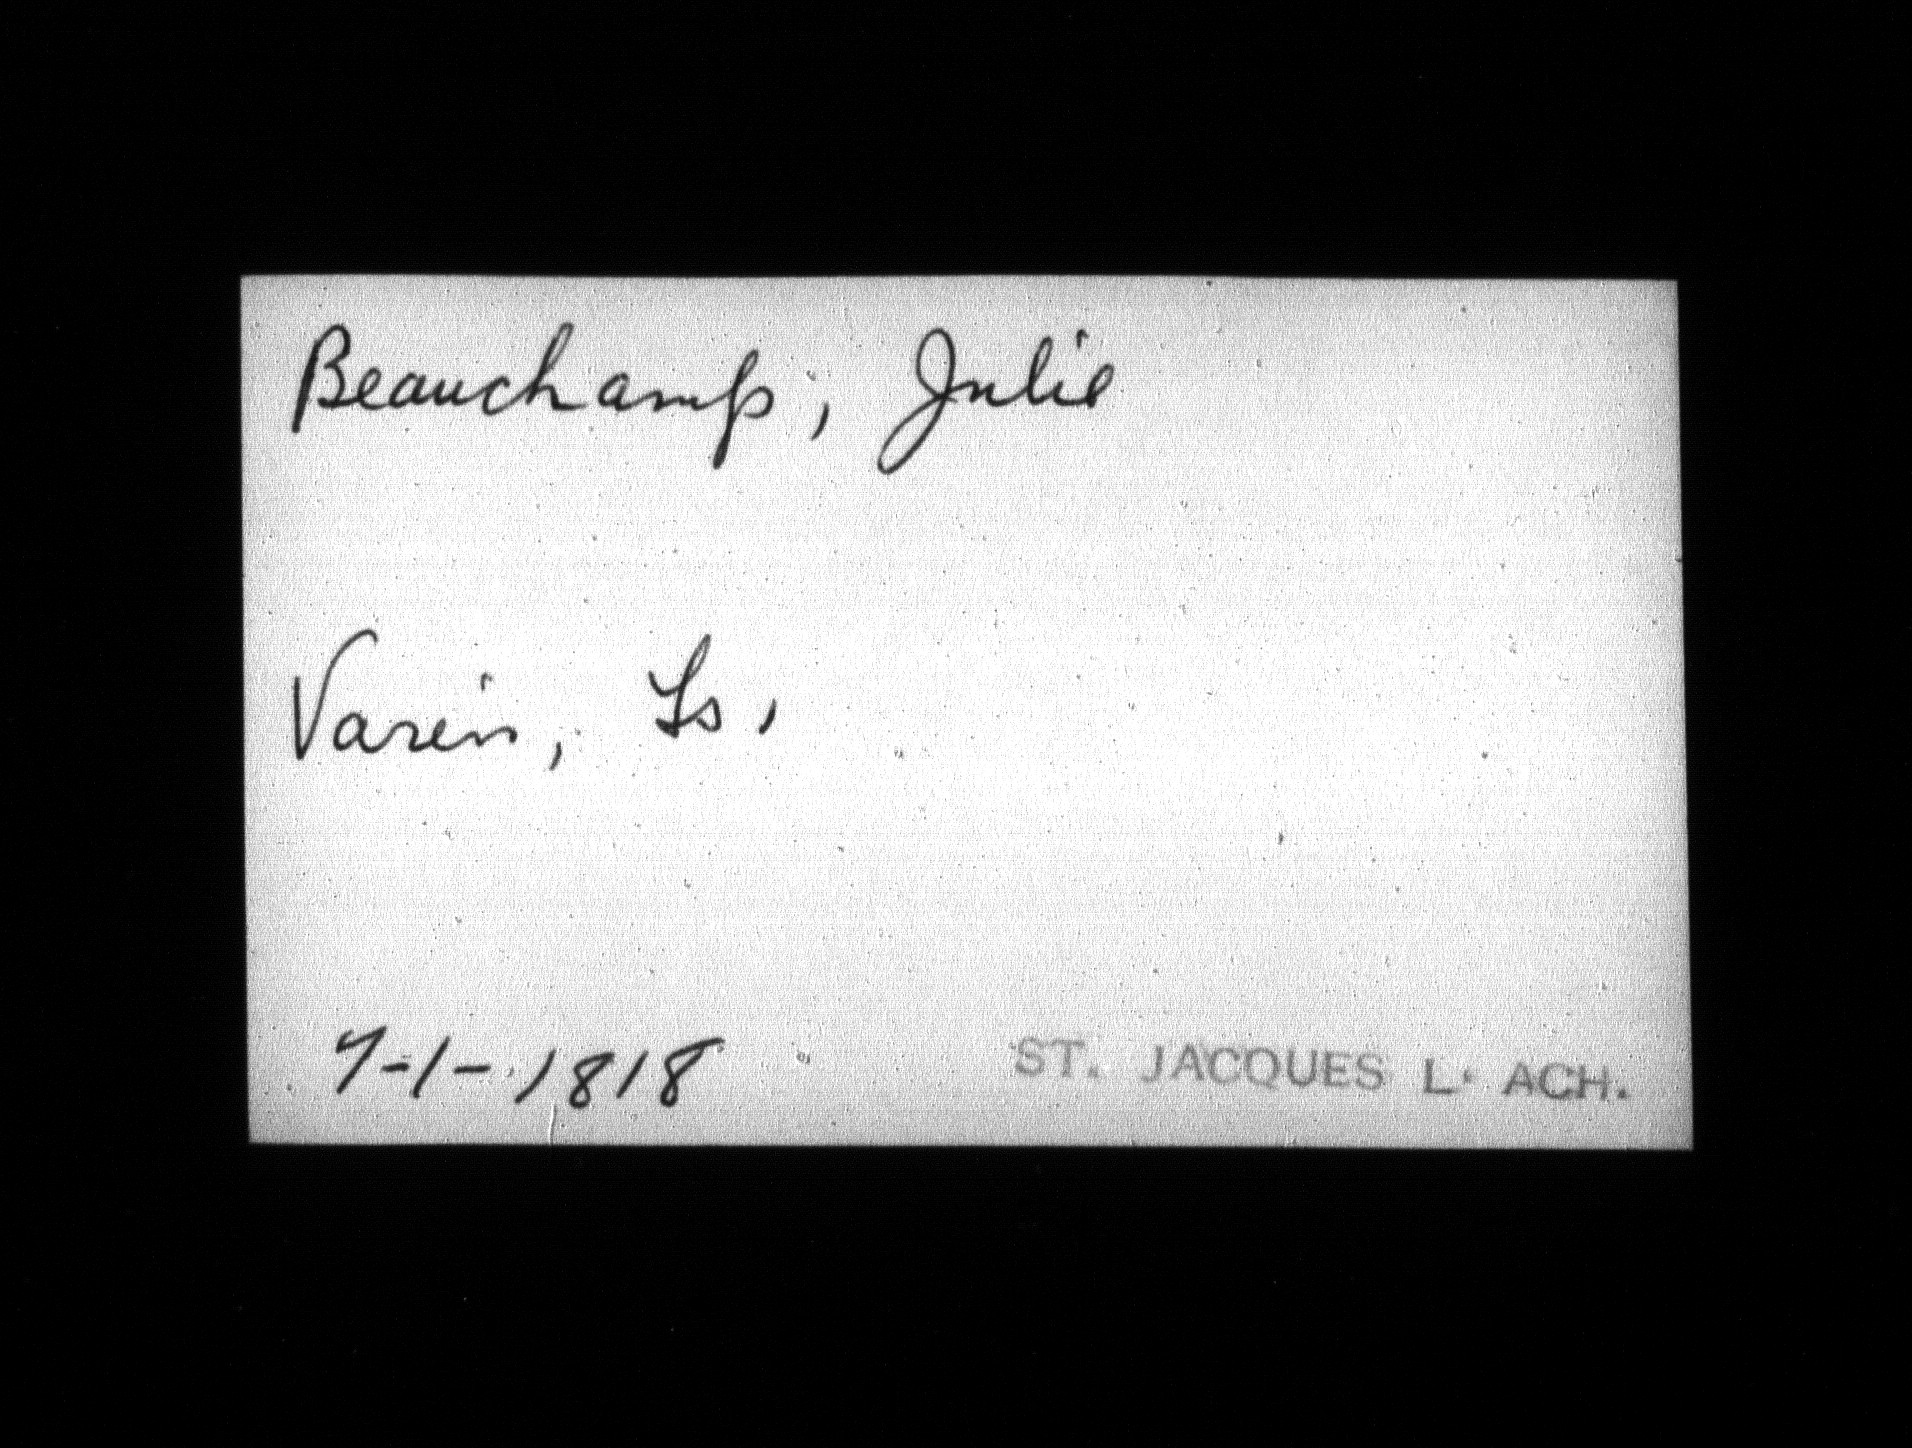 Beauchamp, Julie
Varin, Ls,
7-1-1818 ST. JACQUES L' ACH.